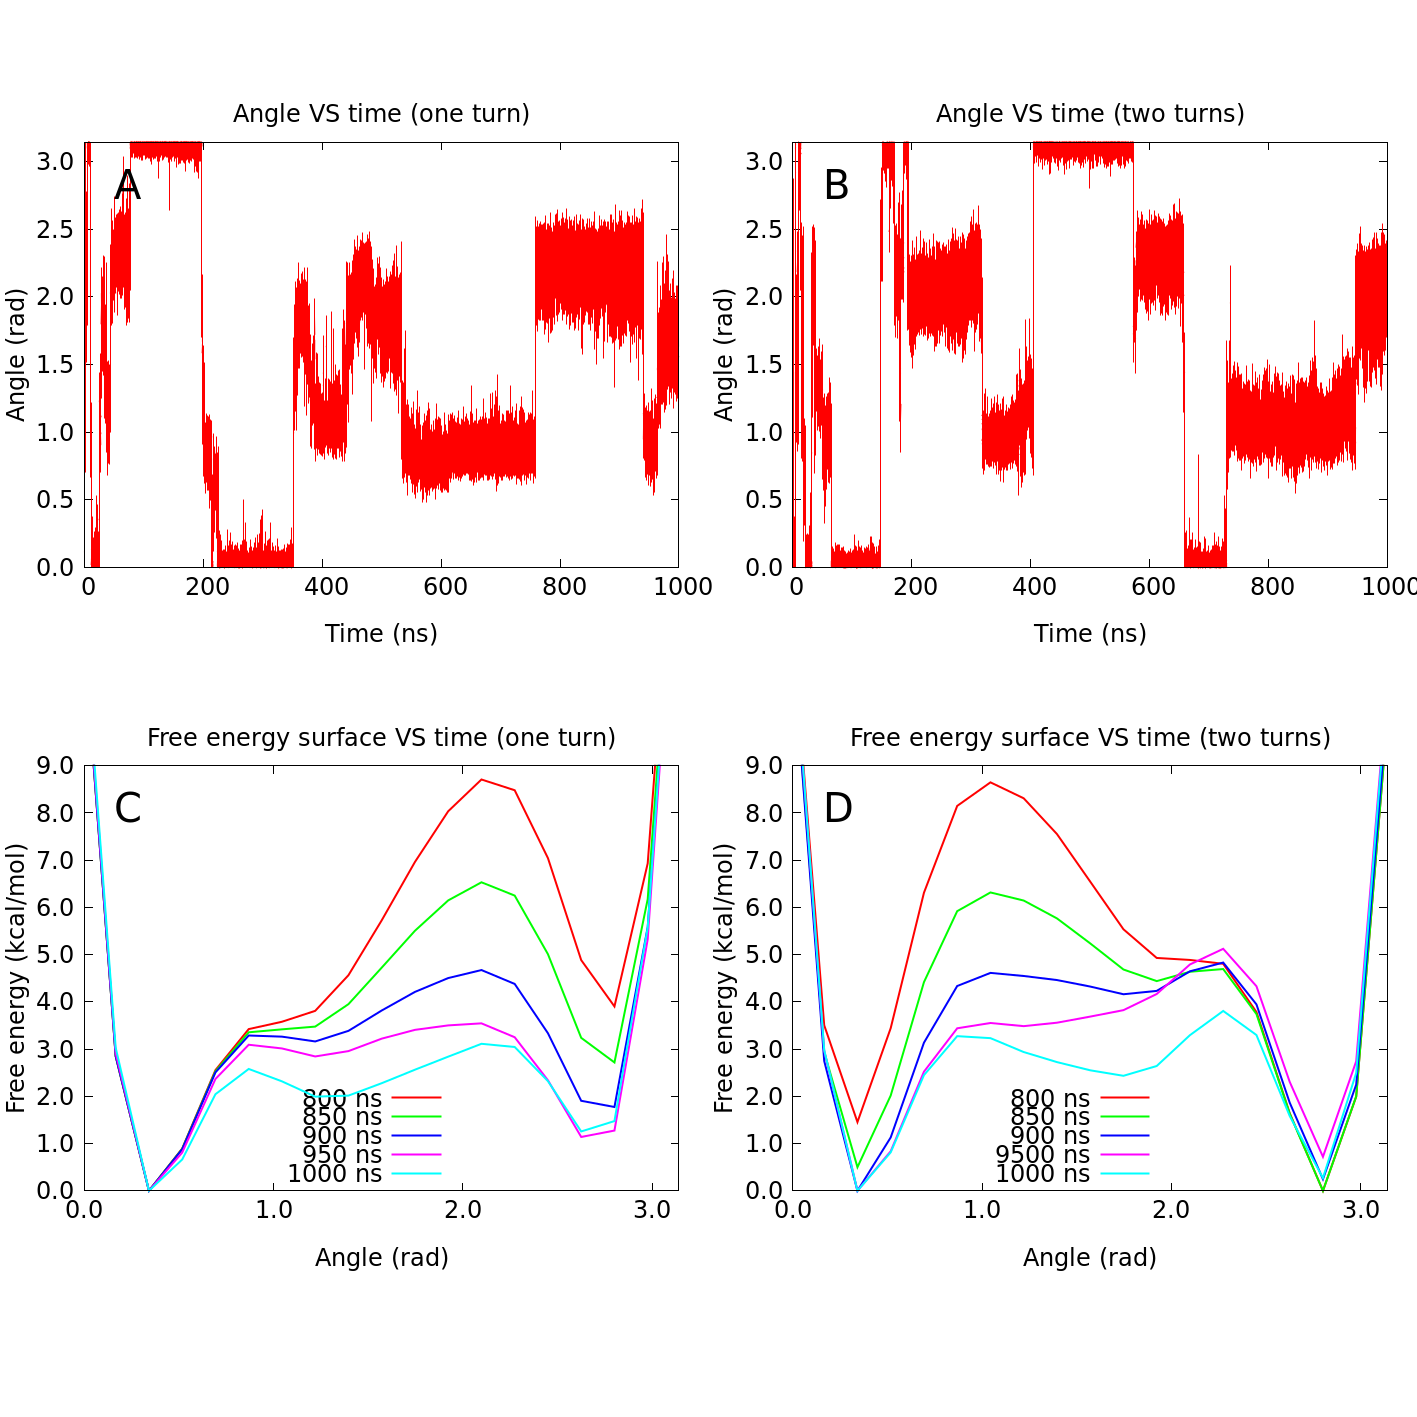 Angle VS time (one turn)
A
Angle (rad)
3.0
2.5
2.0
1.5
1.0
0.5
0.0
0 200 400 600 800 1000
Time (ns)
Angle VS time (two turns)
B
Angle (rad)
3.0
2.5
2.0
1.5
1.0
0.5
0.0
0 200 400 600 800 1000
Time (ns)
Free energy surface VS time (one turn)
C
Free energy (kcal/mol)
9.0
8.0
7.0
6.0
5.0
4.0
3.0
2.0
1.0
0.0
800 ns
850 ns
900 ns
950 ns
1000 ns
0.0 1.0 2.0 3.0
Angle (rad)
Free energy surface VS time (two turns)
D
Free energy (kcal/mol)
9.0
8.0
7.0
6.0
5.0
4.0
3.0
2.0
1.0
0.0
800 ns
850 ns
900 ns
9500 ns
1000 ns
0.0 1.0 2.0 3.0
Angle (rad)